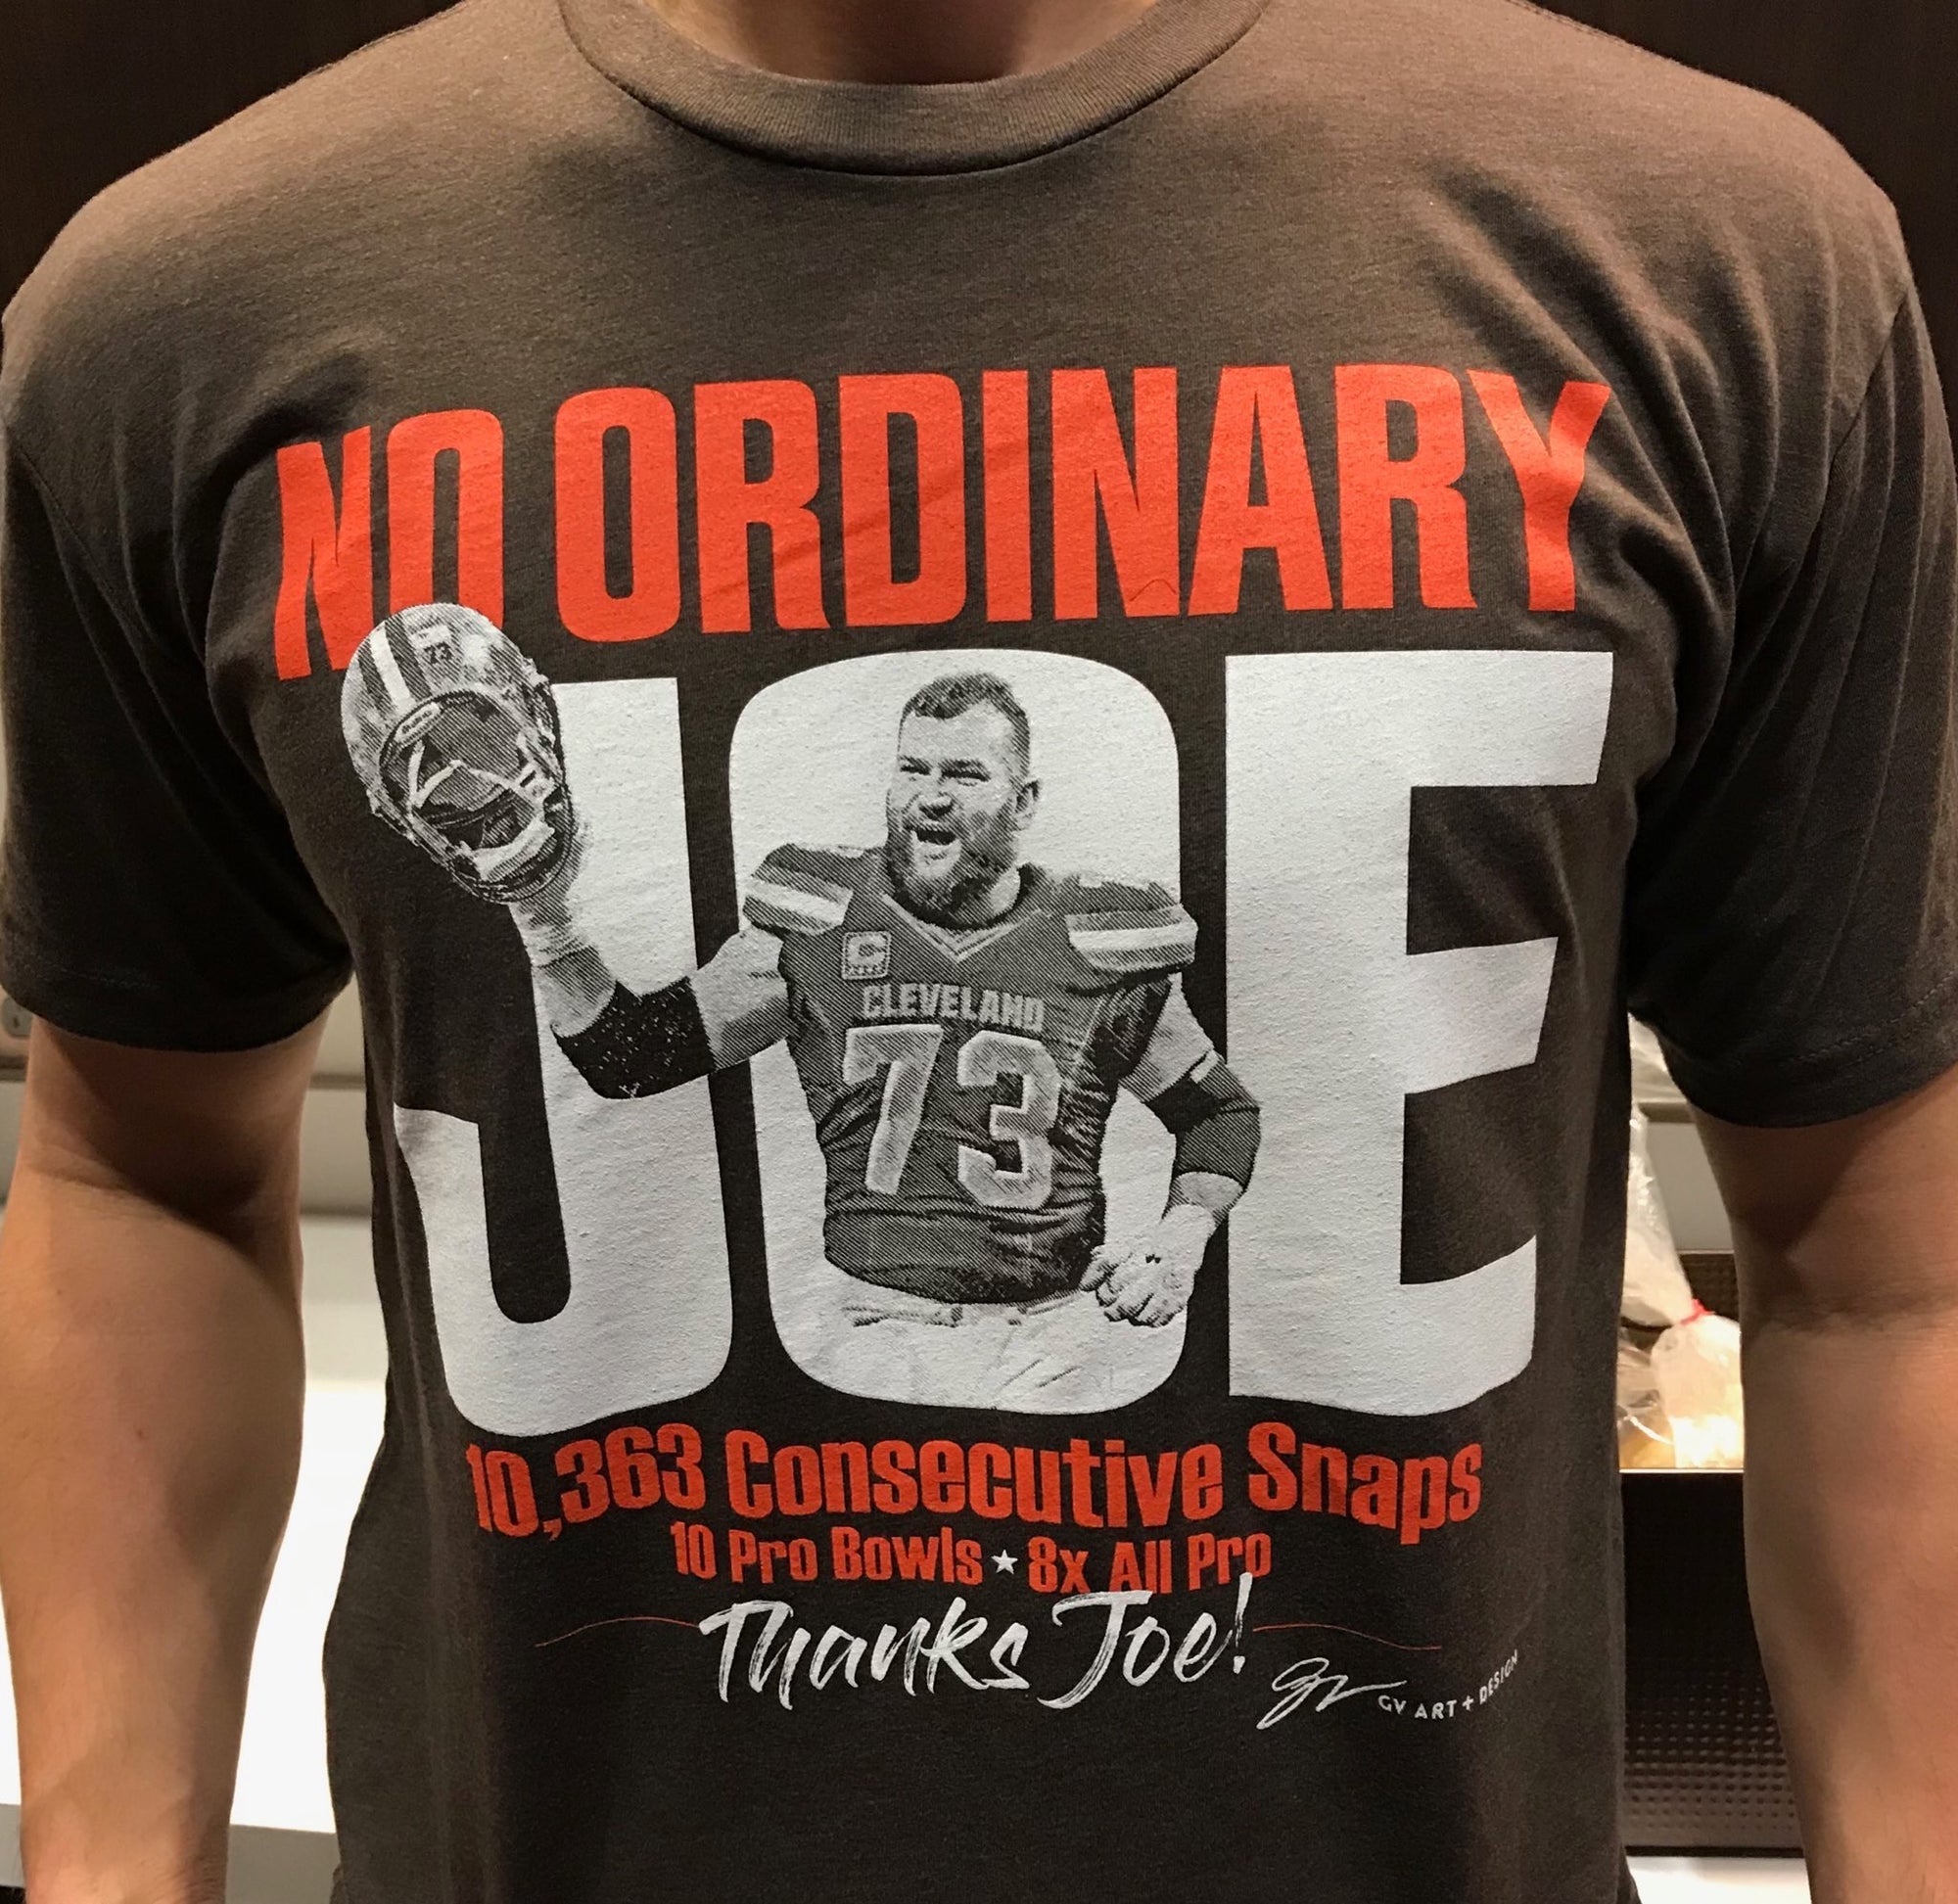 NO ORDINARY
JOE
73
C
CLEVELAND
73
10,363 Consecutive Snaps
10 Pro Bowls ★ 8x All Pro
Thanks Joe!
GV ART + DESIGN